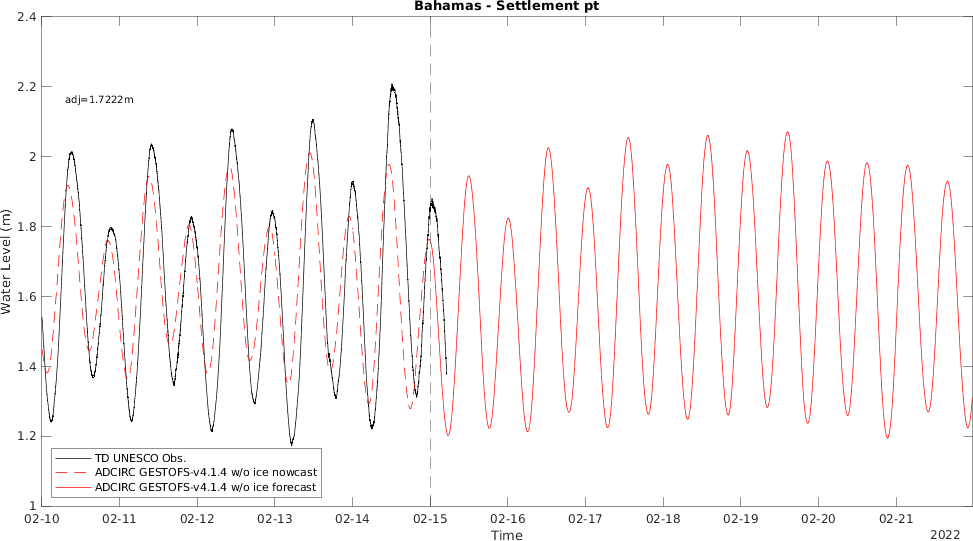 Bahamas - Settlement pt
2.4
2.2
adj=1.7222m
2
1.8
Water Level (m)
1.6
1.4
1.2
1
TD UNESCO Obs.
ADCIRC GESTOFS-v4.1.4 w/o ice nowcast
ADCIRC GESTOFS-v4.1.4 w/o ice forecast
02-10 02-11 02-12 02-13 02-14 02-15 02-16 02-17 02-18 02-19 02-20 02-21
Time
2022